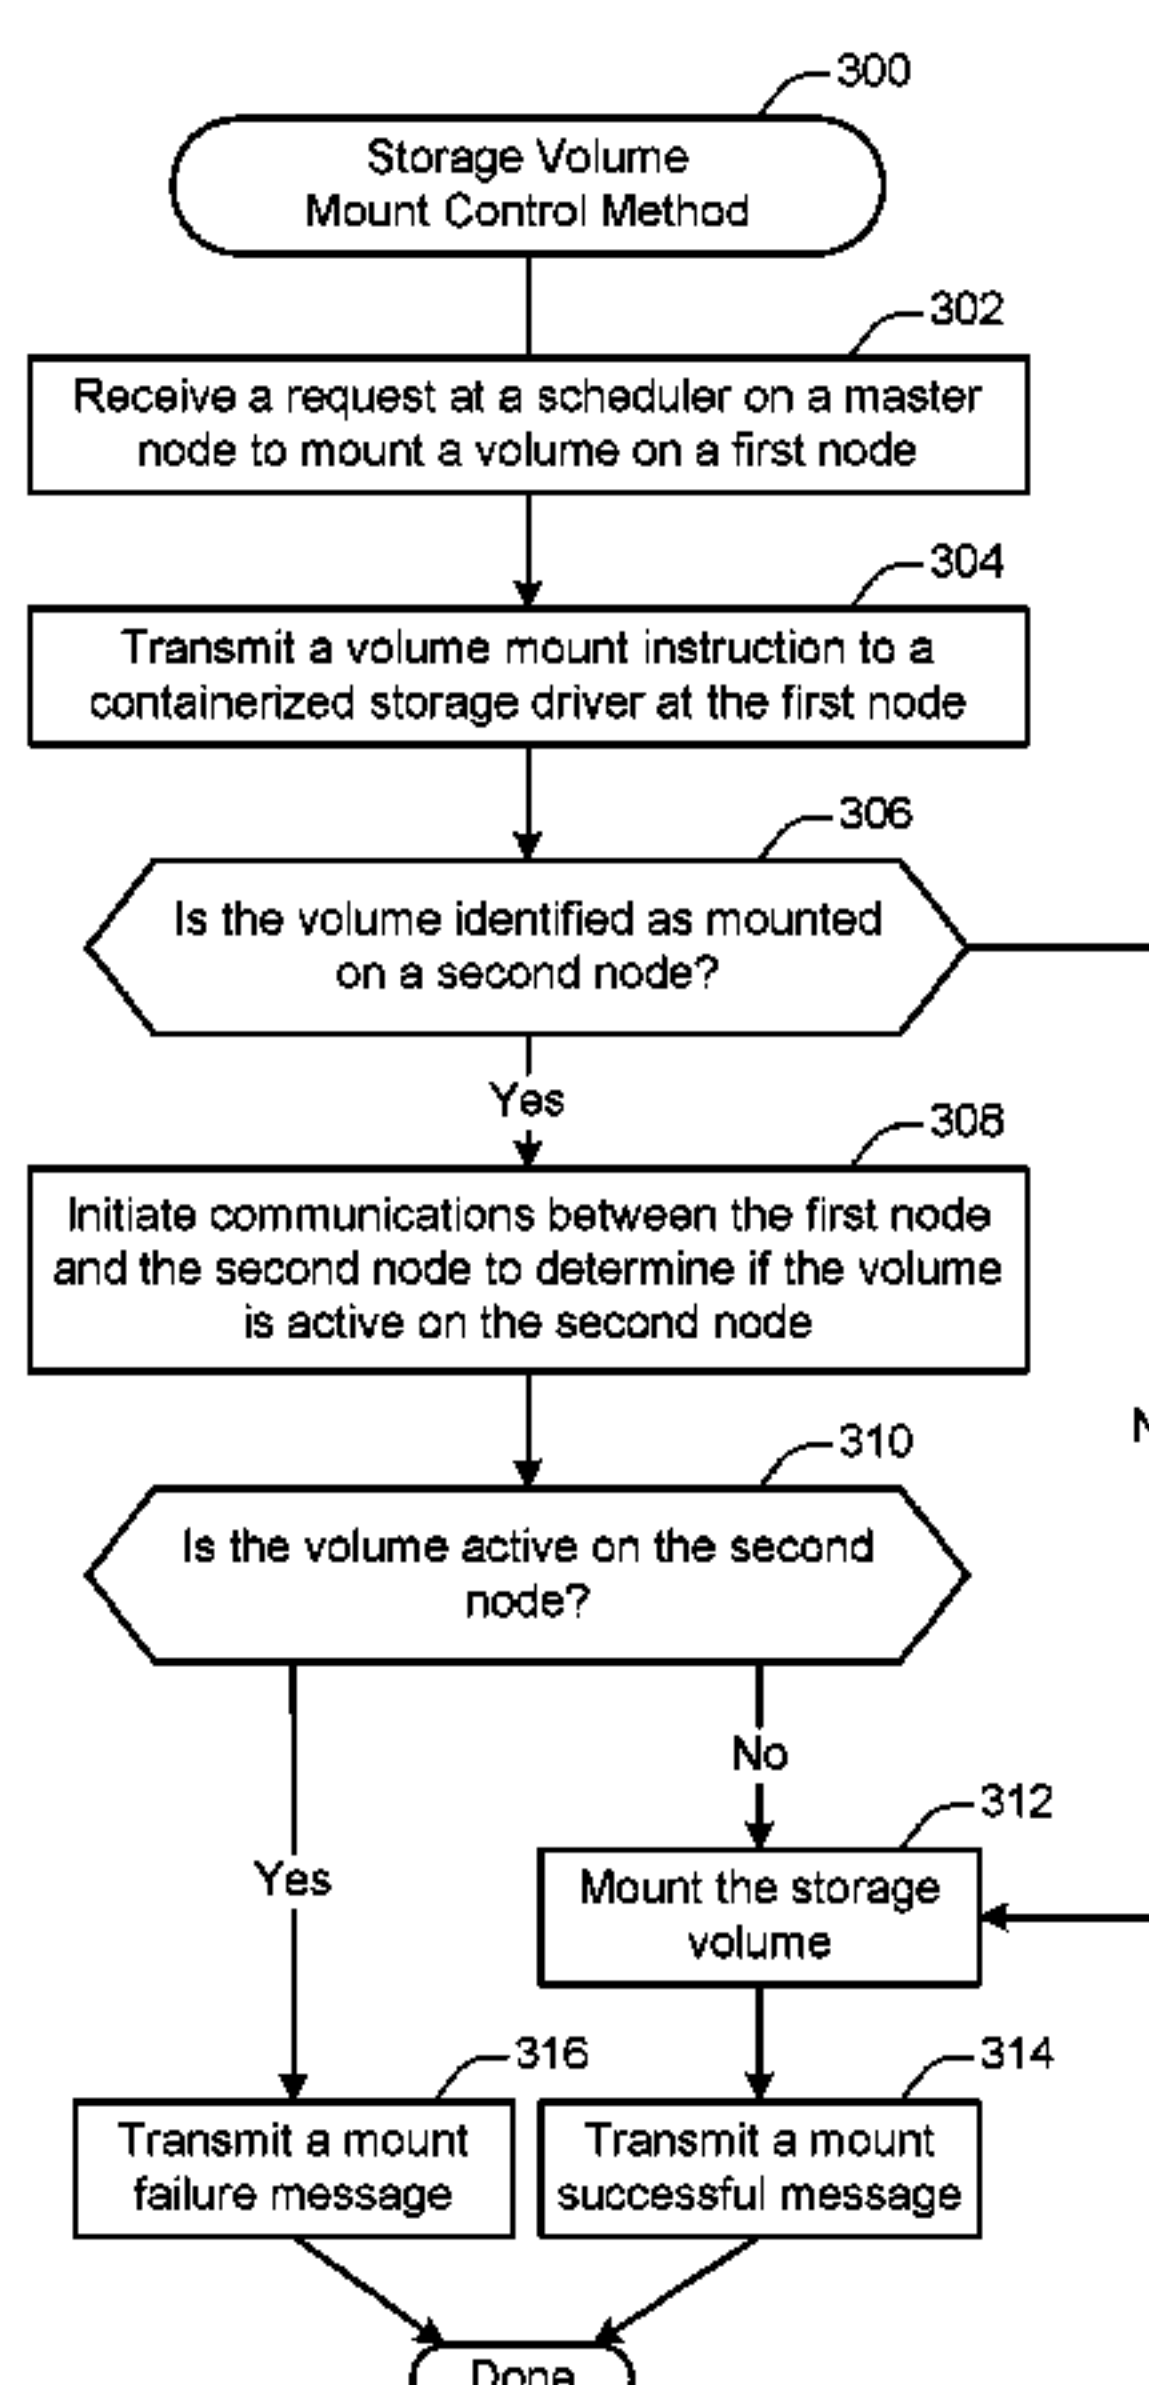 300
Storage Volume
Mount Control Method
302
Receive a request at a scheduler on a master
node to mount a volume on a first node
304
Transmit a volume mount instruction to a
containerized storage driver at the first node
306
Is the volume identified as mounted
on a second node?
Yes
308
Initiate communications between the first node
and the second node to determine if the volume
is active on the second node
310
Is the volume active on the second
node?
No
312
Yes
Mount the storage
volume
316
314
Transmit a mount
failure message
Transmit a mount
successful message
Done